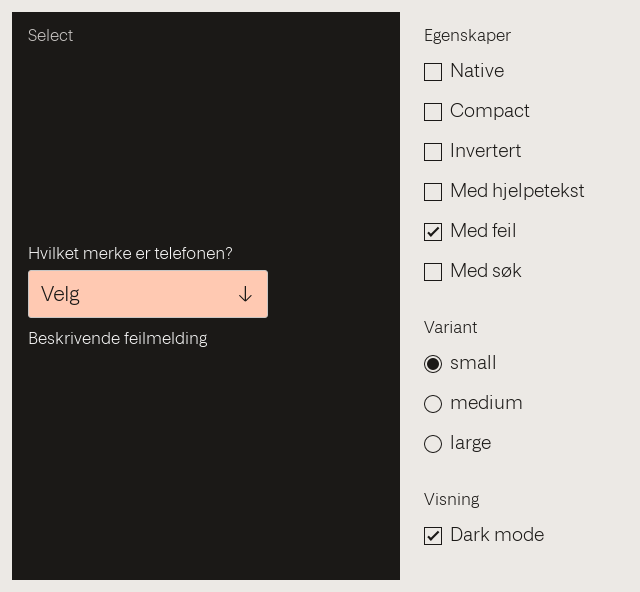 Select
Hvilket merke er telefonen?
Velg
Beskrivende feilmelding
Egenskaper
Native
Compact
Invertert
Med hjelpetekst
Med feil
Med søk
Variant
small
medium
large
Visning
Dark mode